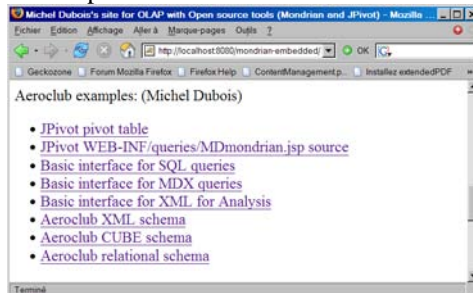 Michel Dubois's site for OLAP with Open source tools (Mondrian and JPivot) - Mozilla ...
Fichier Edition Affichage Aller à Marque-pages Outils ?
http://localhost:8080/mondrian-embedded/ OK
Geckozone Forum Mozilla Firefox Firefox Help ContentManagement.p... Installez extendedPDF
Aeroclub examples: (Michel Dubois)
JPivot pivot table
JPivot WEB-INF/queries/MDmondrian.jsp source
Basic interface for SQL queries
Basic interface for MDX queries
Basic interface for XML for Analysis
Aeroclub XML schema
Aeroclub CUBE schema
Aeroclub relational schema
Terminé